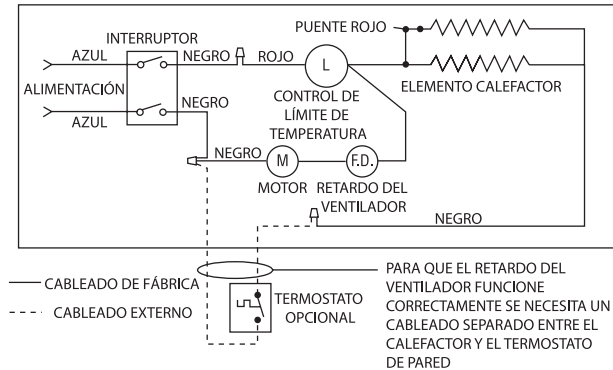 PUENTE ROJO
INTERRUPTOR
AZUL
NEGRO
ROJO
L
ALIMENTACIÓN
NEGRO
ELEMENTO CALEFACTOR
CONTROL DE
LÍMITE DE
TEMPERATURA
AZUL
NEGRO
M
F.D.
MOTOR
RETARDO DEL
VENTILADOR
NEGRO
CABLEADO DE FÁBRICA
CABLEADO EXTERNO
TERMOSTATO
OPCIONAL
PARA QUE EL RETARDO DEL
VENTILADOR FUNCIONE
CORRECTAMENTE SE NECESITA UN
CABLEADO SEPARADO ENTRE EL
CALEFACTOR Y EL TERMOSTATO
DE PARED